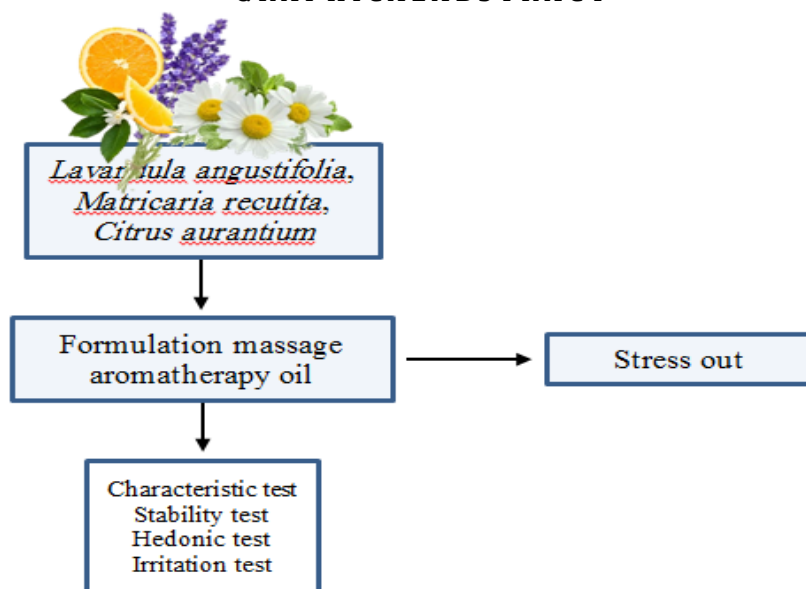 Lavandula angustifolia,
Matricaria recutita,
Citrus aurantium
Formulation massage
aromatherapy oil
Stress out
Characteristic test
Stability test
Hedonic test
Irritation test